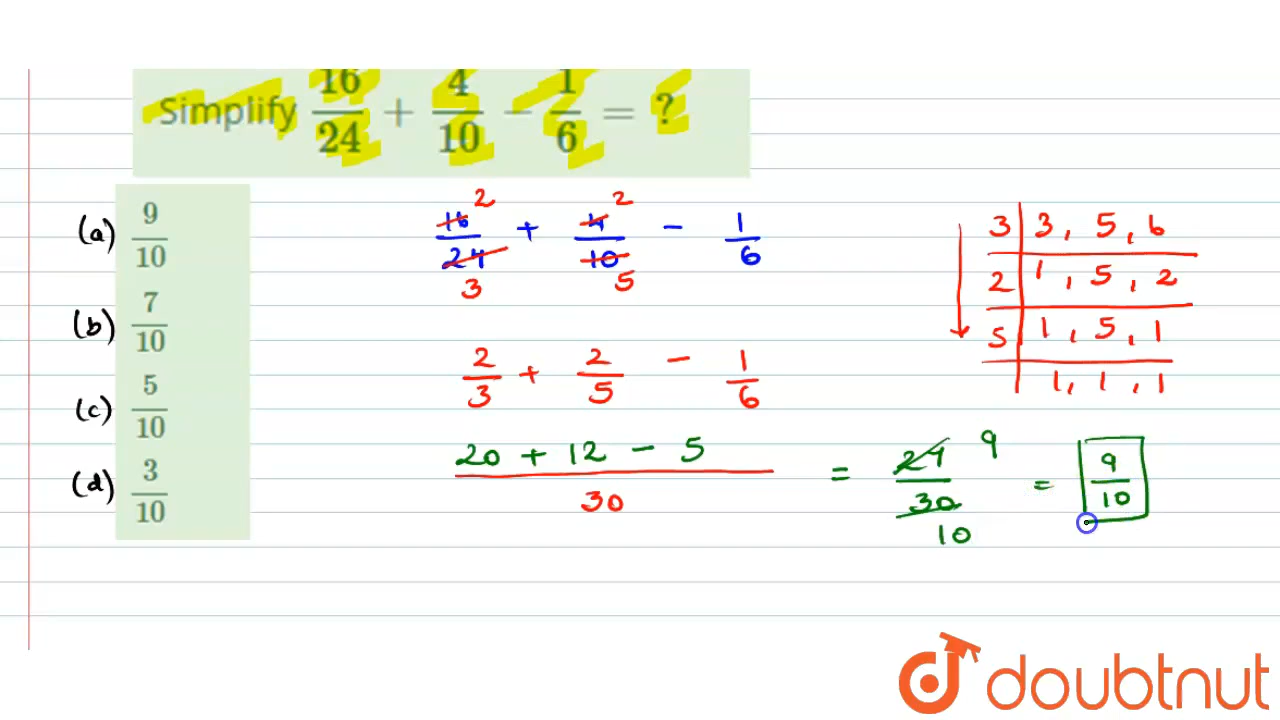 Simplify 16/24 + 4/10 - 1/6 = ?
(a) 9/10
(b) 7/10
(c) 5/10
(d) 3/10
16/24 + 4/10 - 1/6
2 2
3 5
2/3 + 2/5 - 1/6
20 + 12 - 5 / 30 = 27/30 = 9/10
9
10
3 | 3, 5, 6
2 | 1, 5, 2
5 | 1, 5, 1
| 1, 1, 1
doubtnut